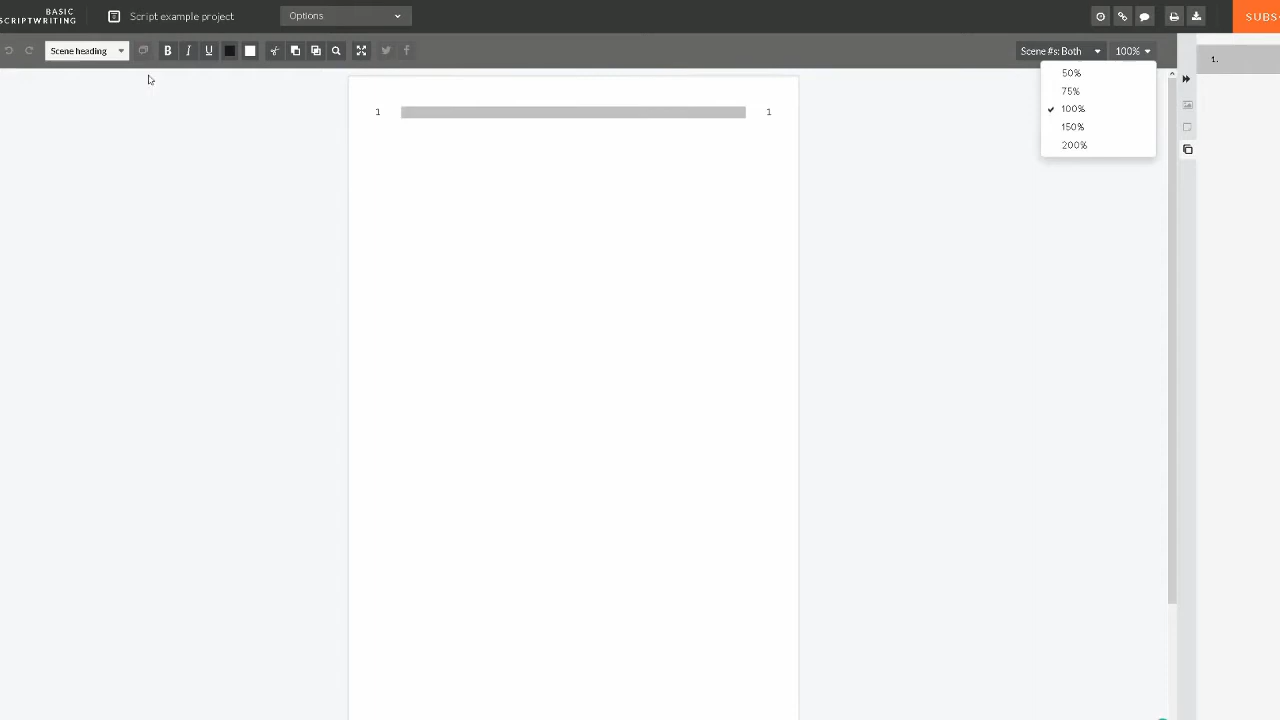 BASIC
SCRIPTWRITING
Script example project
Options
SUBS
Scene heading
B
I
U
Scene #s: Both
100%
50%
75%
100%
150%
200%
1
1
1.